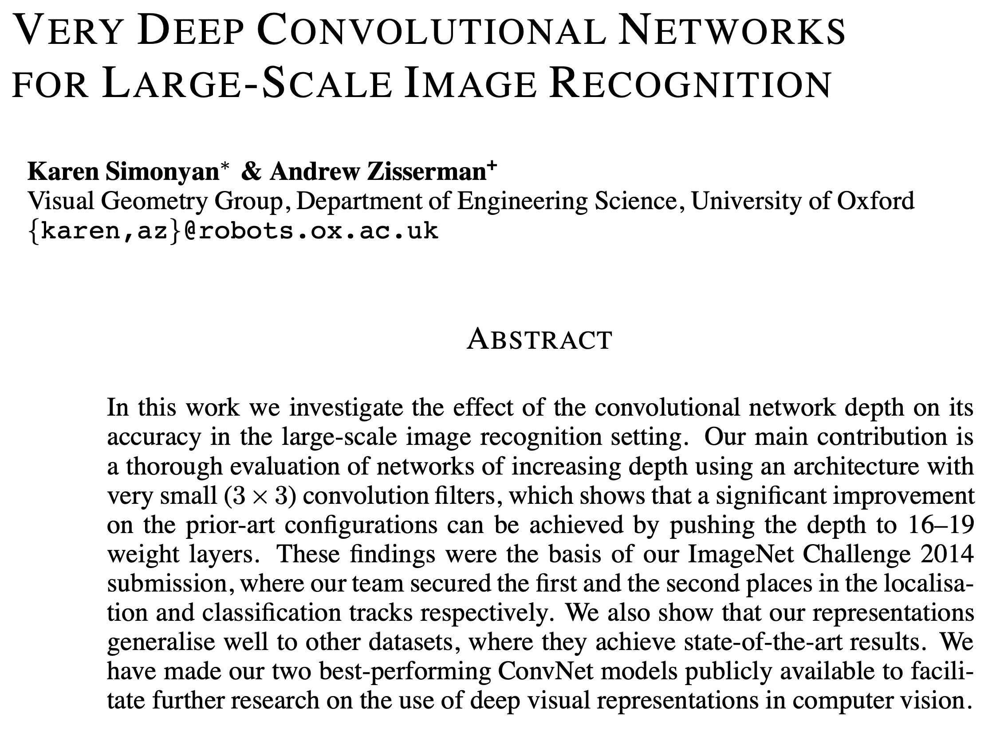 VERY DEEP CONVOLUTIONAL NETWORKS
FOR LARGE-SCALE IMAGE RECOGNITION
Karen Simonyan* & Andrew Zisserman+
Visual Geometry Group, Department of Engineering Science, University of Oxford
{karen,az}@robots.ox.ac.uk
ABSTRACT
In this work we investigate the effect of the convolutional network depth on its
accuracy in the large-scale image recognition setting. Our main contribution is
a thorough evaluation of networks of increasing depth using an architecture with
very small (3 × 3) convolution filters, which shows that a significant improvement
on the prior-art configurations can be achieved by pushing the depth to 16–19
weight layers. These findings were the basis of our ImageNet Challenge 2014
submission, where our team secured the first and the second places in the localisa-
tion and classification tracks respectively. We also show that our representations
generalise well to other datasets, where they achieve state-of-the-art results. We
have made our two best-performing ConvNet models publicly available to facili-
tate further research on the use of deep visual representations in computer vision.